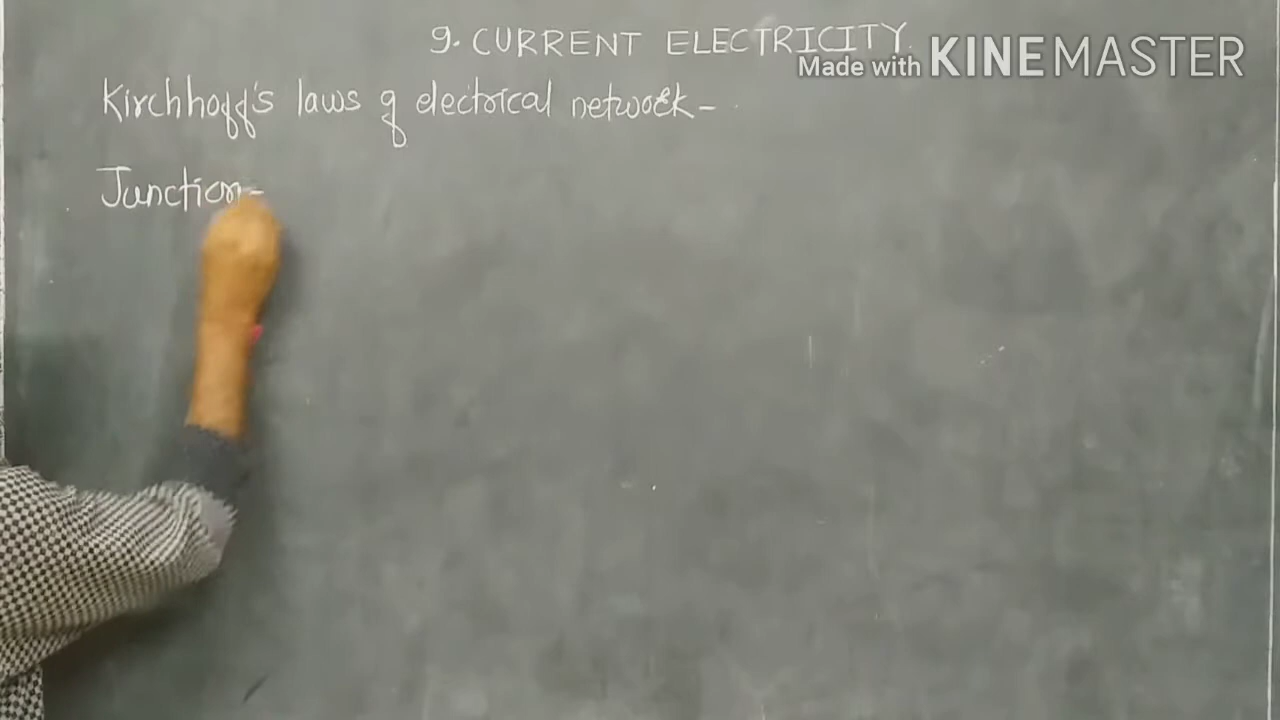 9. CURRENT ELECTRICITY
Made with KINEMASTER
Kirchhoff's laws of electrical network -
Junction-